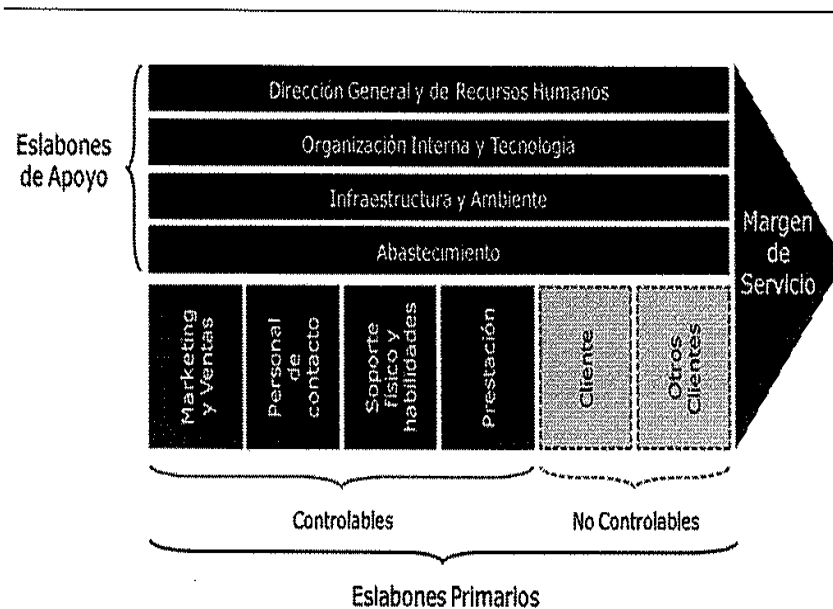 Dirección General y de Recursos Humanos
Organización Interna y Tecnología
Infraestructura y Ambiente
Abastecimiento
Eslabones
de Apoyo
Margen
de
Servicio
Marketing
y Ventas
Personal
de
contacto
Soporte
físico y
habilidades
Prestación
Cliente
Otros
Clientes
Controlables
No Controlables
Eslabones Primarios